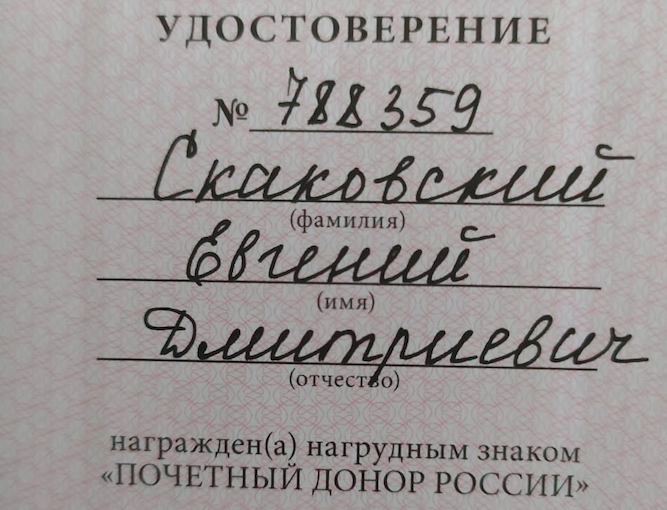 УДОСТОВЕРЕНИЕ
№ 788359
Скаковский
(фамилия)
Евгений
(имя)
Дмитриевич
(отчество)
награжден(а) нагрудным знаком
«ПОЧЕТНЫЙ ДОНОР РОССИИ»